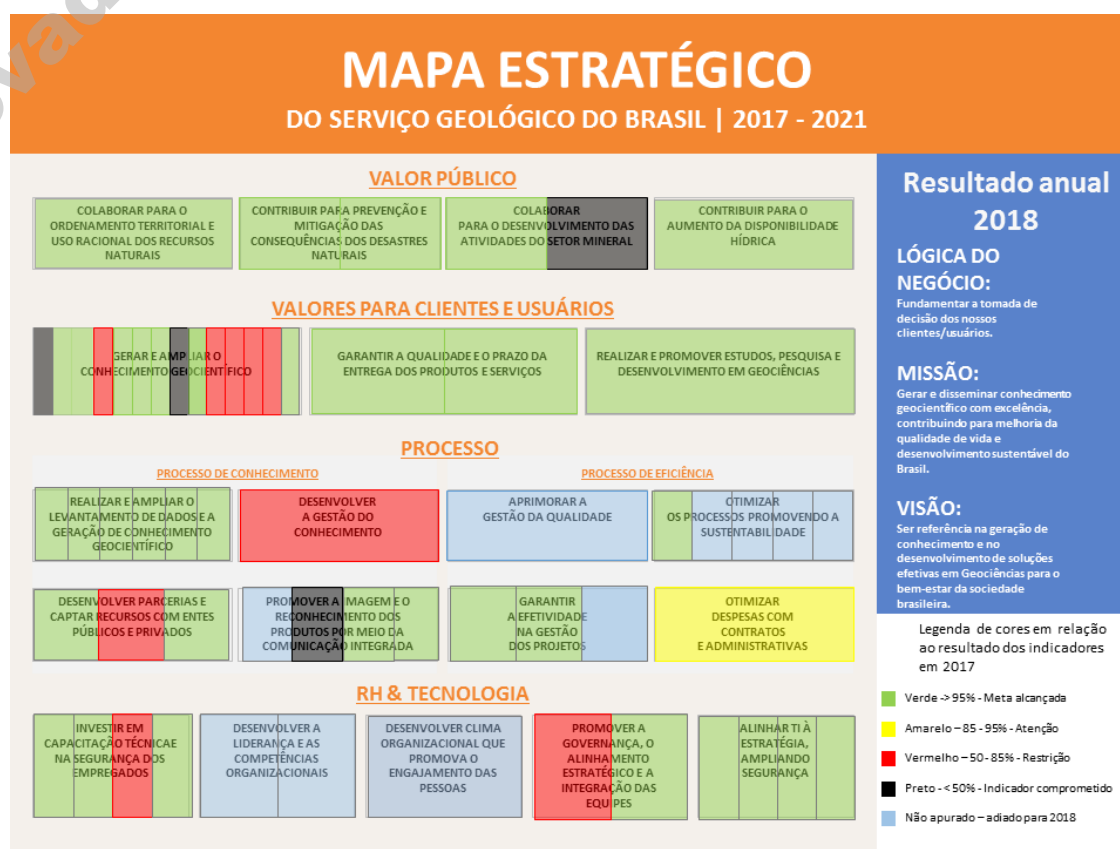 MAPA ESTRATÉGICO
DO SERVIÇO GEOLÓGICO DO BRASIL | 2017 - 2021
VALOR PÚBLICO
COLABORAR PARA O
ORDENAMENTO TERRITORIAL E
USO RACIONAL DOS RECURSOS
NATURAIS
CONTRIBUIR PARA PREVENÇÃO E
MITIGAÇÃO DAS
CONSEQUÊNCIAS DOS DESASTRES
NATURAIS
COLABORAR
PARA O DESENVOLVIMENTO DAS
ATIVIDADES DO SETOR MINERAL
CONTRIBUIR PARA O
AUMENTO DA DISPONIBILIDADE
HÍDRICA
VALORES PARA CLIENTES E USUÁRIOS
GERAR E AMPLIAR O
CONHECIMENTO GEOCIENTÍFICO
GARANTIR A QUALIDADE E O PRAZO DA
ENTREGA DOS PRODUTOS E SERVIÇOS
REALIZAR E PROMOVER ESTUDOS, PESQUISA E
DESENVOLVIMENTO EM GEOCIÊNCIAS
PROCESSO
PROCESSO DE CONHECIMENTO
PROCESSO DE EFICIÊNCIA
REALIZAR E AMPLIAR O
LEVANTAMENTO DE DADOS E A
GERAÇÃO DE CONHECIMENTO
GEOCIENTÍFICO
DESENVOLVER
A GESTÃO DO
CONHECIMENTO
APRIMORAR A
GESTÃO DA QUALIDADE
OTIMIZAR
OS PROCESSOS PROMOVENDO A
SUSTENTABILIDADE
DESENVOLVER PARCERIAS E
CAPTAR RECURSOS COM ENTES
PÚBLICOS E PRIVADOS
PROMOVER A IMAGEM E O
RECONHECIMENTO DOS
PRODUTOS POR MEIO DA
COMUNICAÇÃO INTEGRADA
GARANTIR
A EFETIVIDADE
NA GESTÃO
DOS PROJETOS
OTIMIZAR
DESPESAS COM
CONTRATOS
E ADMINISTRATIVAS
RH & TECNOLOGIA
INVESTIR EM
CAPACITAÇÃO TÉCNICA E
NA SEGURANÇA DOS
EMPREGADOS
DESENVOLVER A
LIDERANÇA E AS
COMPETÊNCIAS
ORGANIZACIONAIS
DESENVOLVER CLIMA
ORGANIZACIONAL QUE
PROMOVA O
ENGAJAMENTO DAS
PESSOAS
PROMOVER A
GOVERNANÇA, O
ALINHAMENTO
ESTRATÉGICO E A
INTEGRAÇÃO DAS
EQUIPES
ALINHAR TI À
ESTRATÉGIA,
AMPLIANDO
SEGURANÇA
Resultado anual
2018
LÓGICA DO
NEGÓCIO:
Fundamentar a tomada de
decisão dos nossos
clientes/usuários.
MISSÃO:
Gerar e disseminar conhecimento
geocientífico com excelência,
contribuindo para melhoria da
qualidade de vida e
desenvolvimento sustentável do
Brasil.
VISÃO:
Ser referência na geração de
conhecimento e no
desenvolvimento de soluções
efetivas em Geociências para o
bem-estar da sociedade
brasileira.
Legenda de cores em relação
ao resultado dos indicadores
em 2017
Verde -> 95% - Meta alcançada
Amarelo – 85 - 95% - Atenção
Vermelho – 50 - 85% - Restrição
Preto - < 50% - Indicador comprometido
Não apurado – adiado para 2018